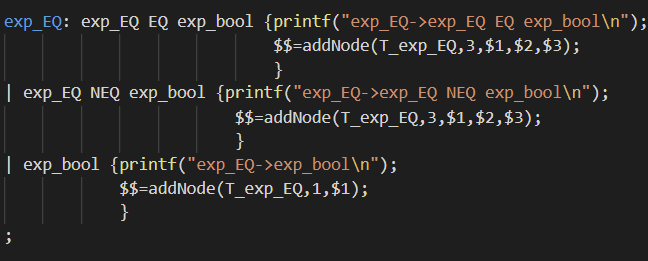 exp_EQ: exp_EQ EQ exp_bool {printf("exp_EQ->exp_EQ EQ exp_bool\n");
$$=addNode(T_exp_EQ,3,$1,$2,$3);
}
| exp_EQ NEQ exp_bool {printf("exp_EQ->exp_EQ NEQ exp_bool\n");
$$=addNode(T_exp_EQ,3,$1,$2,$3);
}
| exp_bool {printf("exp_EQ->exp_bool\n");
$$=addNode(T_exp_EQ,1,$1);
}
;